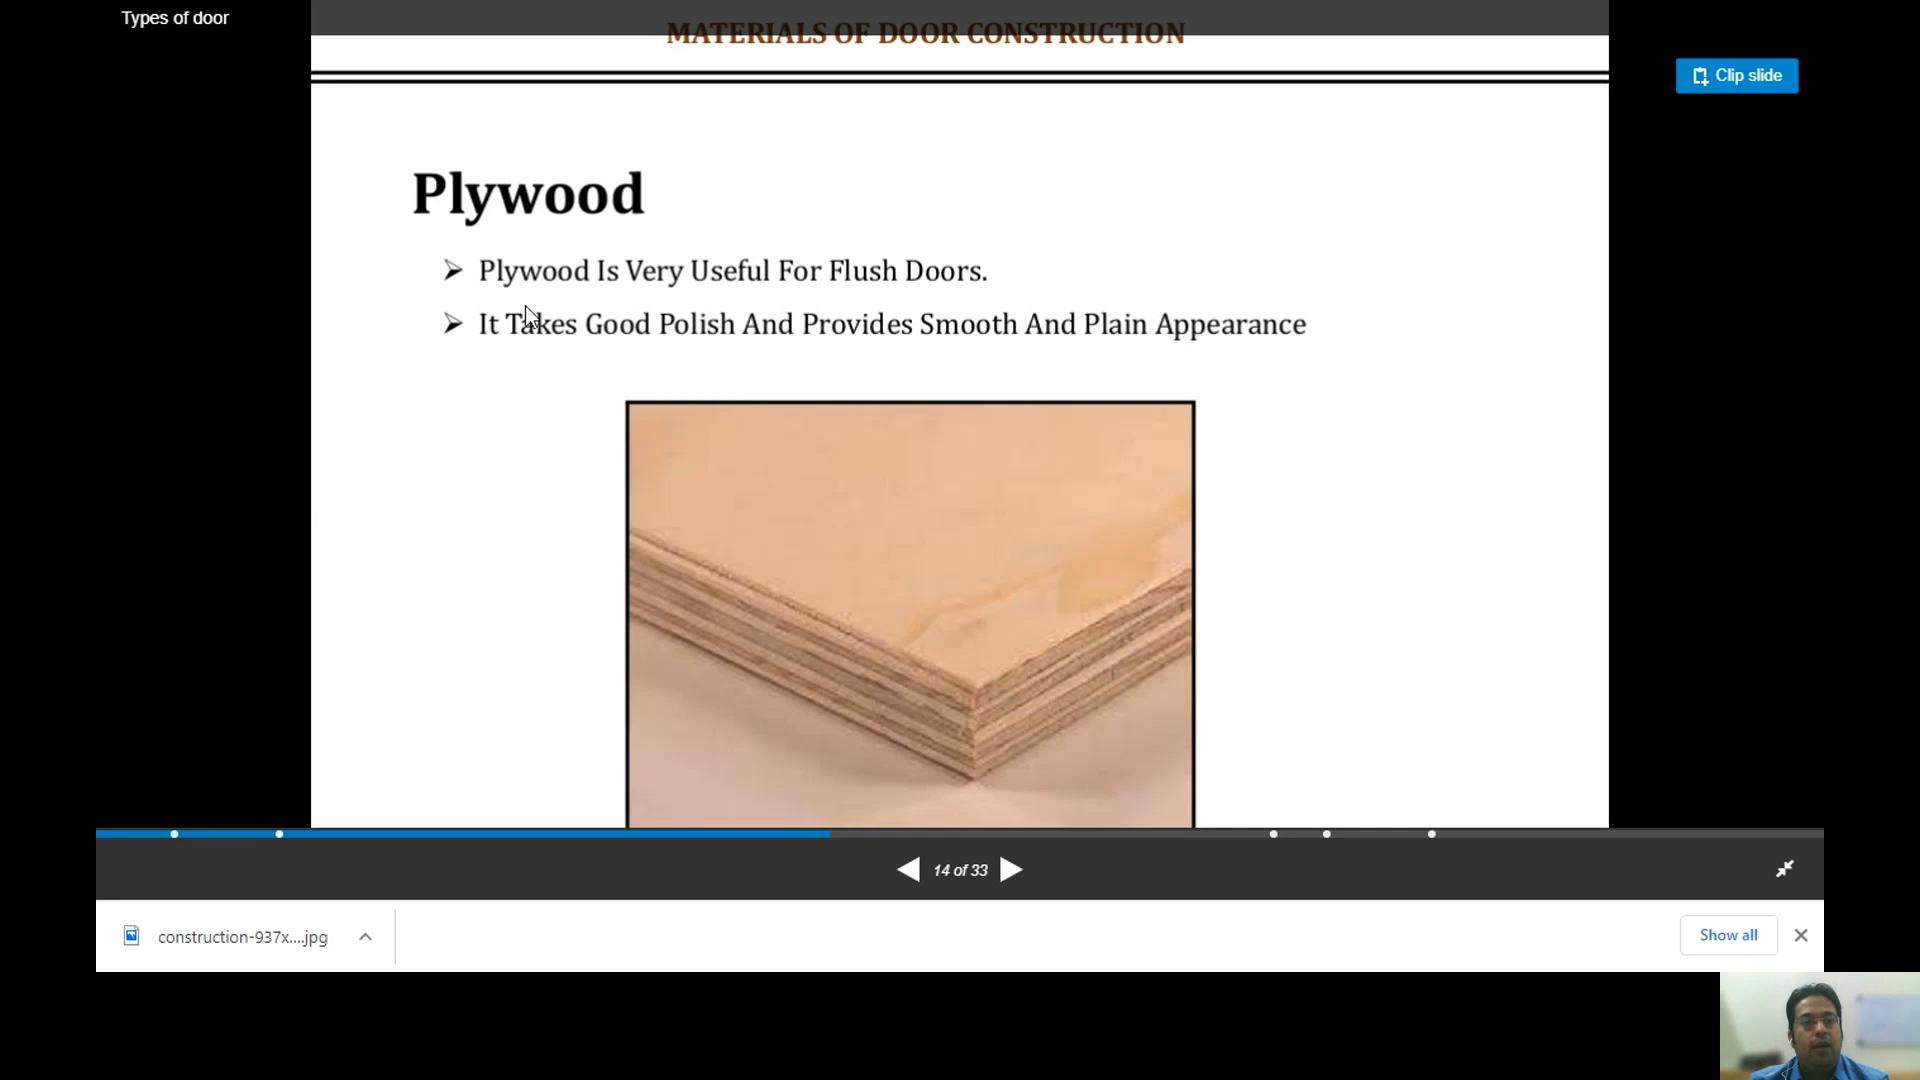 Types of door
MATERIALS OF DOOR CONSTRUCTION
Clip slide
Plywood
Plywood Is Very Useful For Flush Doors.
It Takes Good Polish And Provides Smooth And Plain Appearance
14 of 33
construction-937x....jpg
Show all